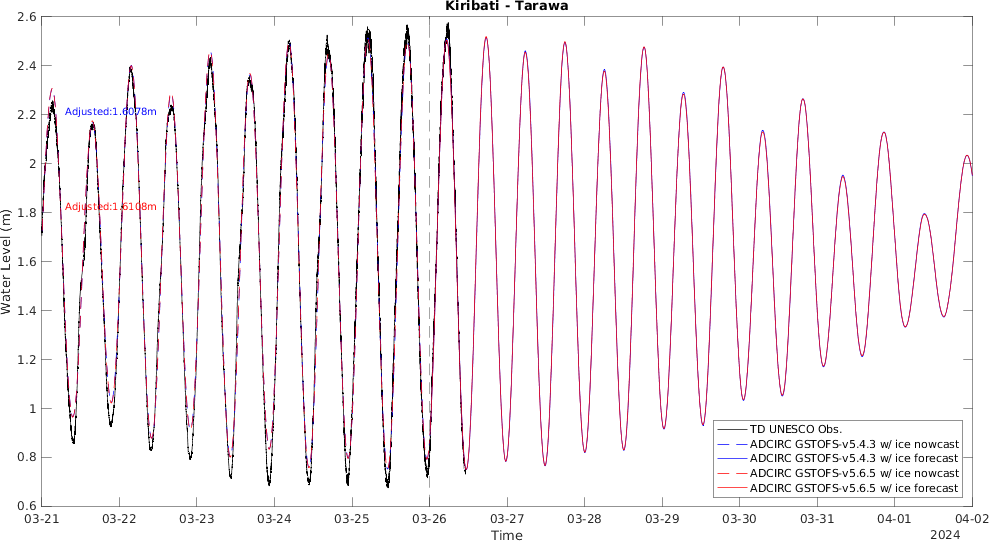 Kiribati - Tarawa
2.6
2.4
2.2
2
1.8
1.6
1.4
1.2
1
0.8
0.6
Water Level (m)
Adjusted:1.6078m
Adjusted:1.6108m
TD UNESCO Obs.
ADCIRC GSTOFS-v5.4.3 w/ ice nowcast
ADCIRC GSTOFS-v5.4.3 w/ ice forecast
ADCIRC GSTOFS-v5.6.5 w/ ice nowcast
ADCIRC GSTOFS-v5.6.5 w/ ice forecast
03-21 03-22 03-23 03-24 03-25 03-26 03-27 03-28 03-29 03-30 03-31 04-01 04-02
Time
2024